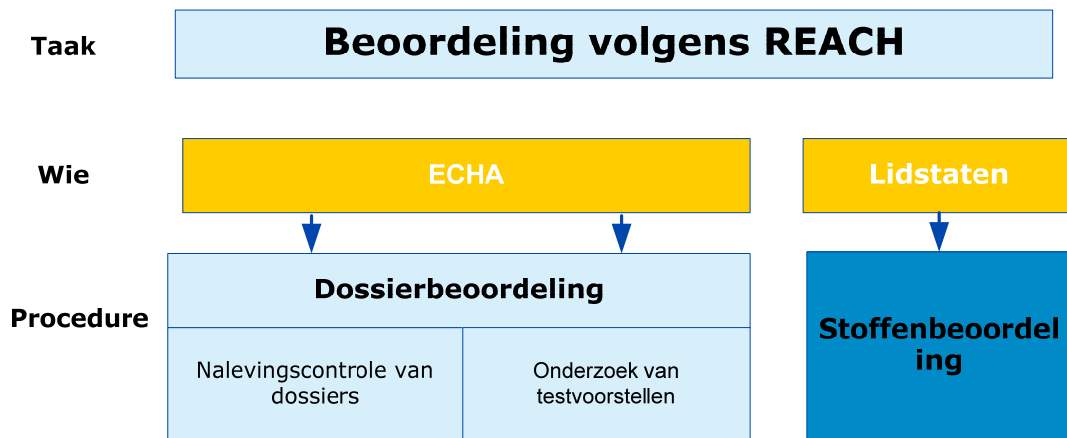 Taak
Beoordeling volgens REACH
Wie
ECHA
Lidstaten
Procedure
Dossierbeoordeling
Nalevingscontrole van
dossiers
Onderzoek van
testvoorstellen
Stoffenbeoordel
ing